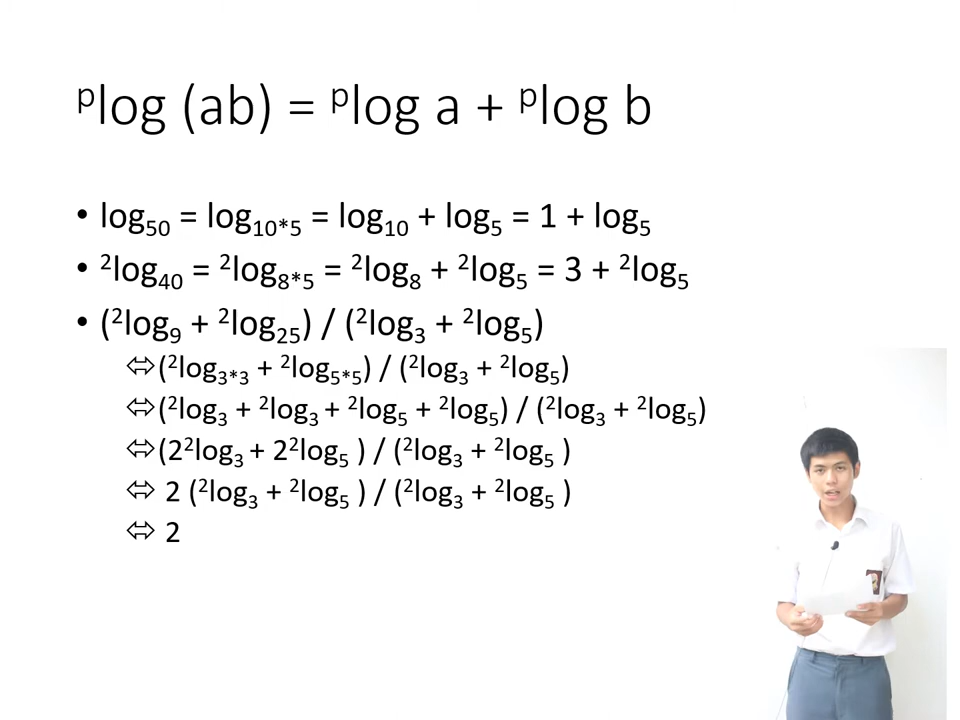 ᵖlog (ab) = ᵖlog a + ᵖlog b
• log₅₀ = log₁₀*₅ = log₁₀ + log₅ = 1 + log₅
• ²log₄₀ = ²log₈*₅ = ²log₈ + ²log₅ = 3 + ²log₅
• (²log₉ + ²log₂₅) / (²log₃ + ²log₅)
⬄(²log₃*₃ + ²log₅*₅) / (²log₃ + ²log₅)
⬄(²log₃ + ²log₃ + ²log₅ + ²log₅) / (²log₃ + ²log₅)
⬄(2²log₃ + 2²log₅ ) / (²log₃ + ²log₅ )
⬄ 2 (²log₃ + ²log₅ ) / (²log₃ + ²log₅ )
⬄ 2